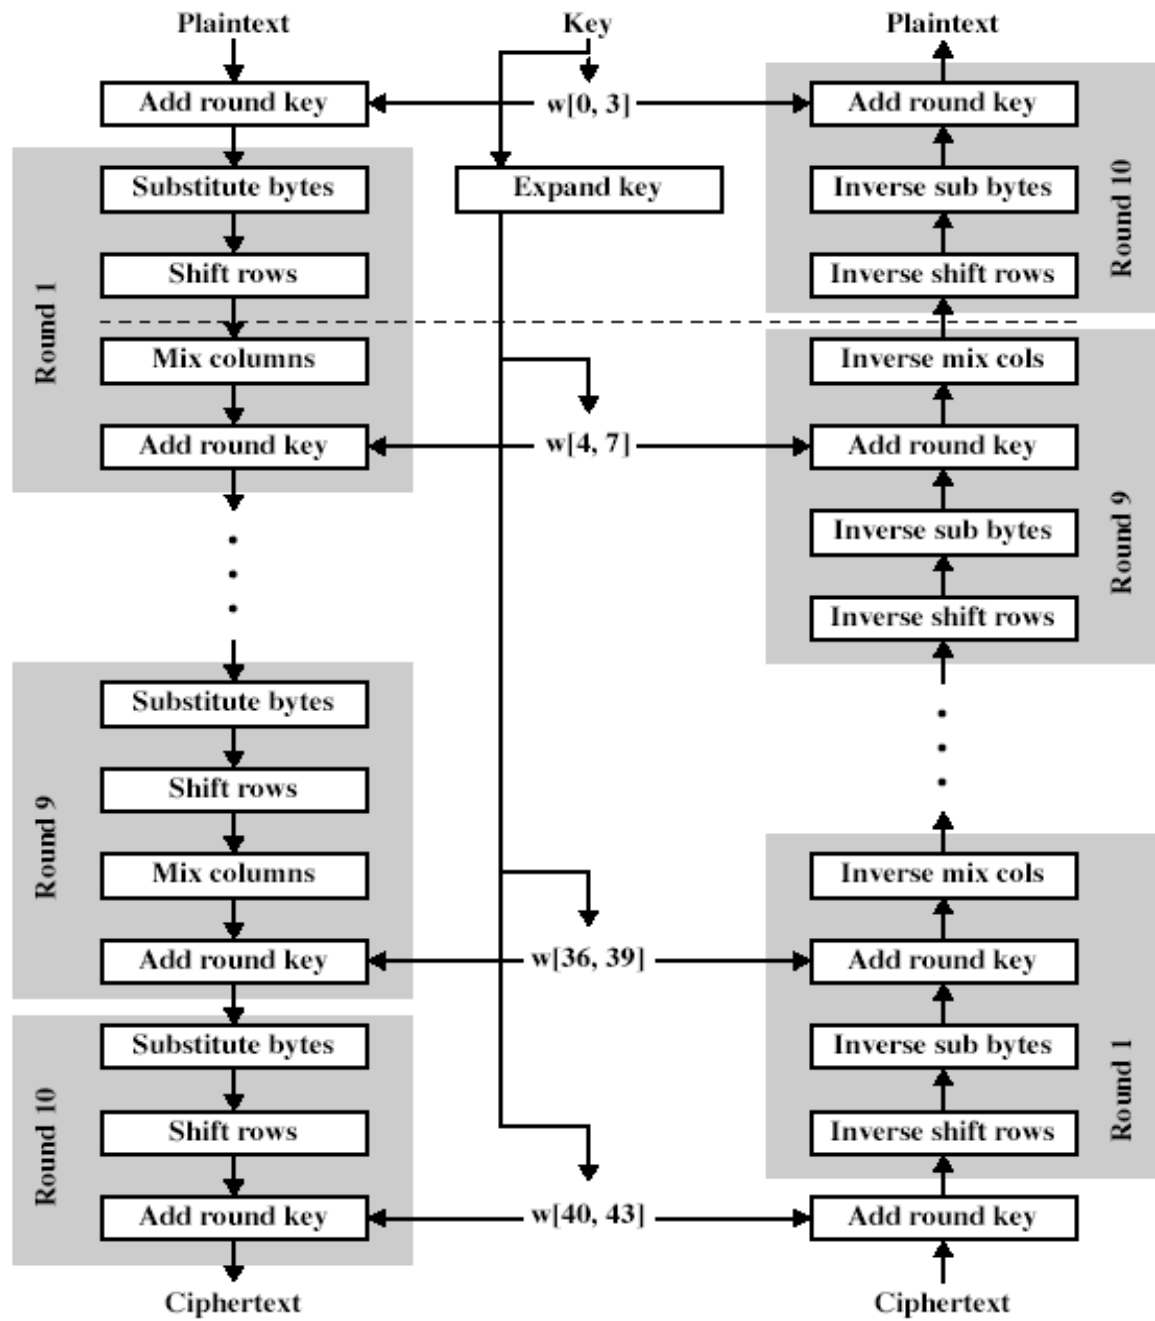 Plaintext
Key
Plaintext
Add round key
w[0, 3]
Add round key
Substitute bytes
Expand key
Inverse sub bytes
Round 10
Shift rows
Inverse shift rows
Round 1
Mix columns
Inverse mix cols
Add round key
w[4, 7]
Add round key
Inverse sub bytes
Round 9
Inverse shift rows
Substitute bytes
Shift rows
Round 9
Mix columns
Inverse mix cols
Add round key
w[36, 39]
Add round key
Substitute bytes
Inverse sub bytes
Round 1
Round 10
Shift rows
Inverse shift rows
Add round key
w[40, 43]
Add round key
Ciphertext
Ciphertext